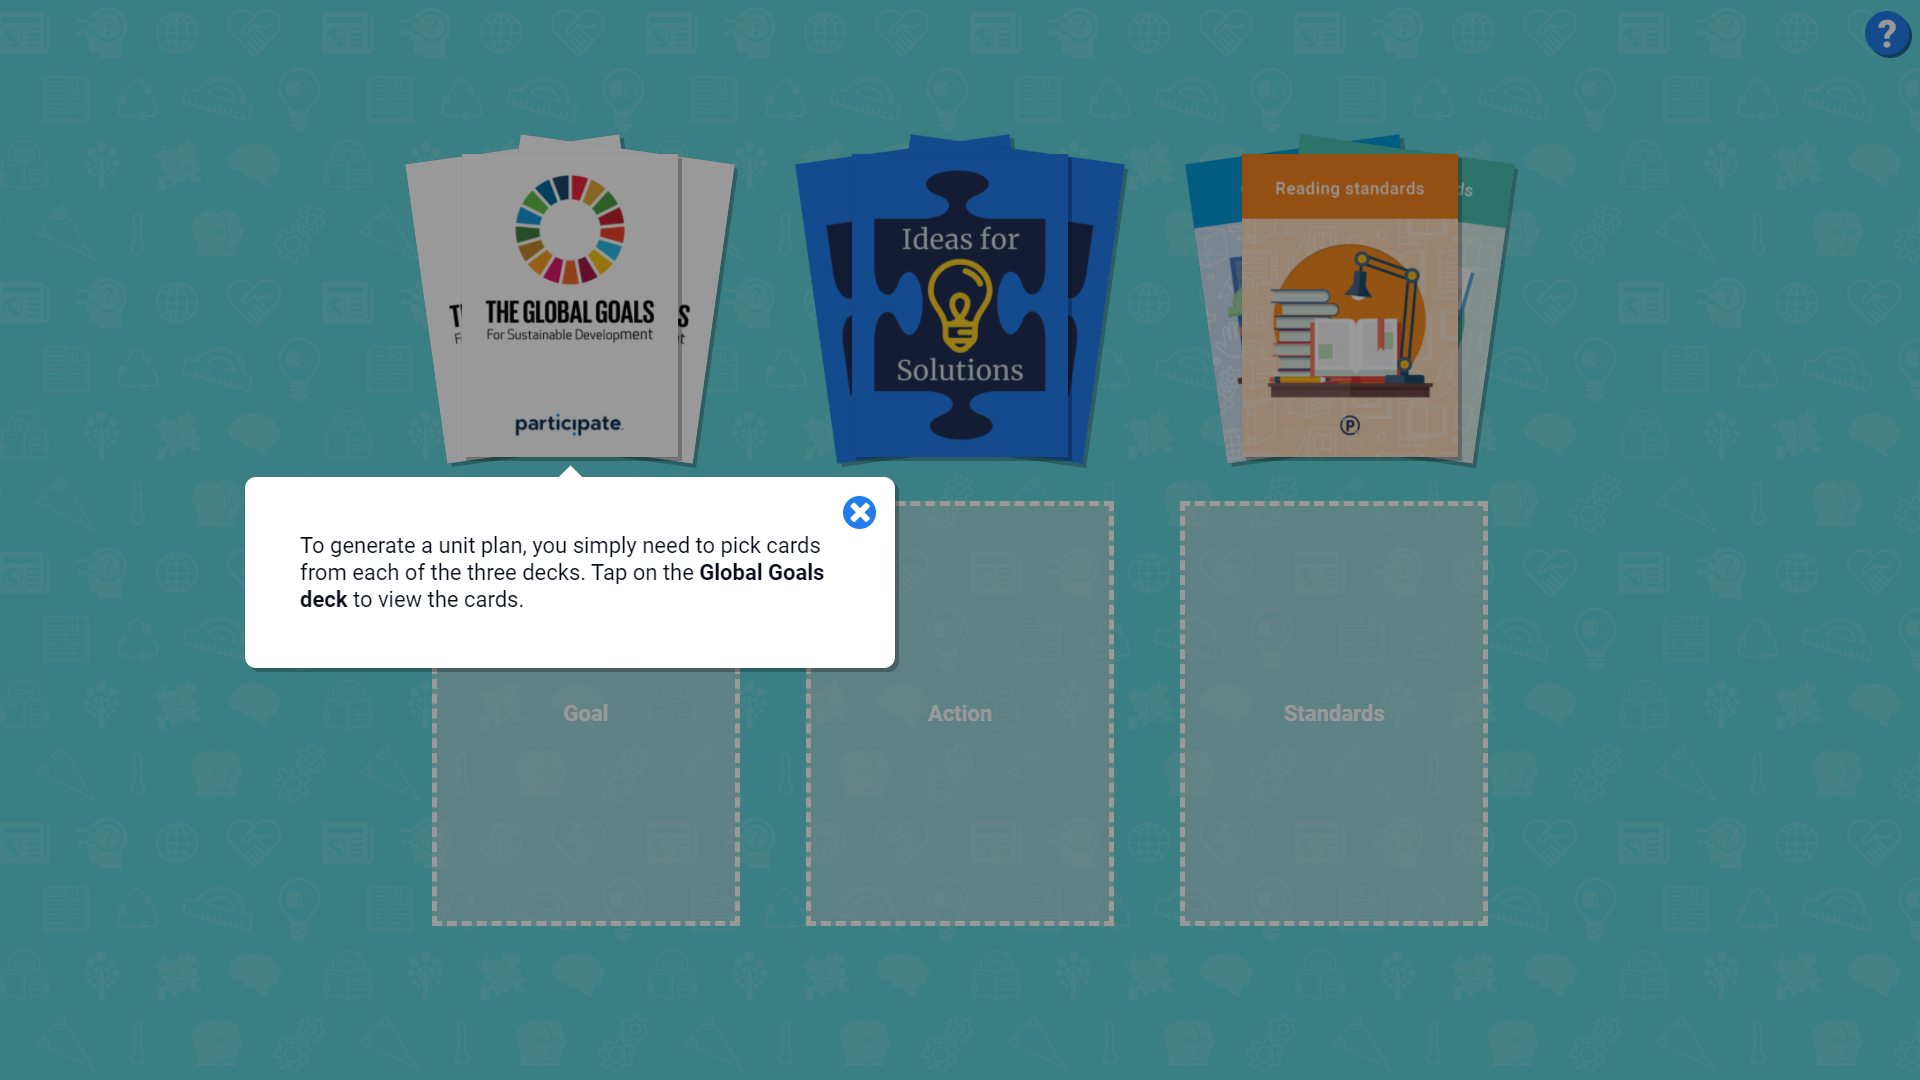 ?
THE GLOBAL GOALS
For Sustainable Development
participate
Ideas for
Solutions
Reading standards
ds
P
To generate a unit plan, you simply need to pick cards
from each of the three decks. Tap on the Global Goals
deck to view the cards.
Goal
Action
Standards